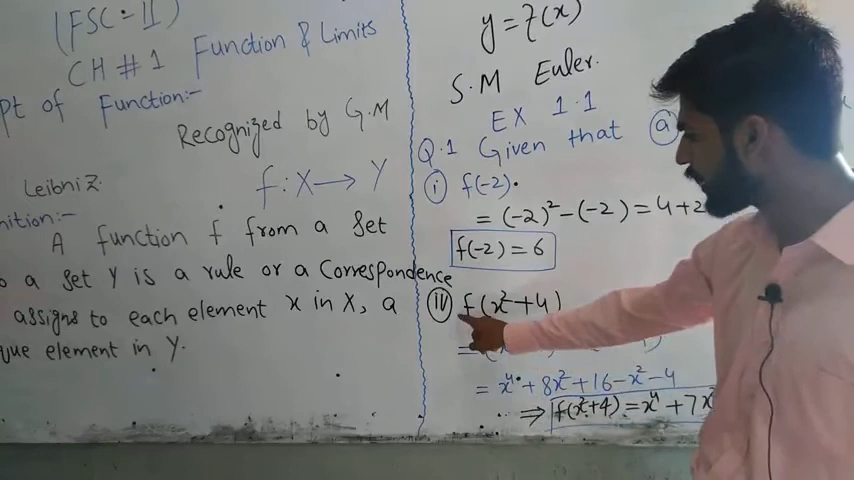 (FSC-II)
CH #1 Function & Limits
pt of Function:-
Recognized by G.M
Leibniz
f: X → Y
nition:-
A function f from a set
o a set Y is a rule or a Correspondence
assigns to each element x in X, a
que element in Y.
y = f(x)
S.M Euler.
EX 1.1
Q.1 Given that (a)
(i) f(-2).
= (-2)² - (-2) = 4+2
f(-2) = 6
(iv) f(x²+4)
= x⁴ + 8x² + 16 - x² - 4
⇒ f(x²+4) = x⁴ + 7x